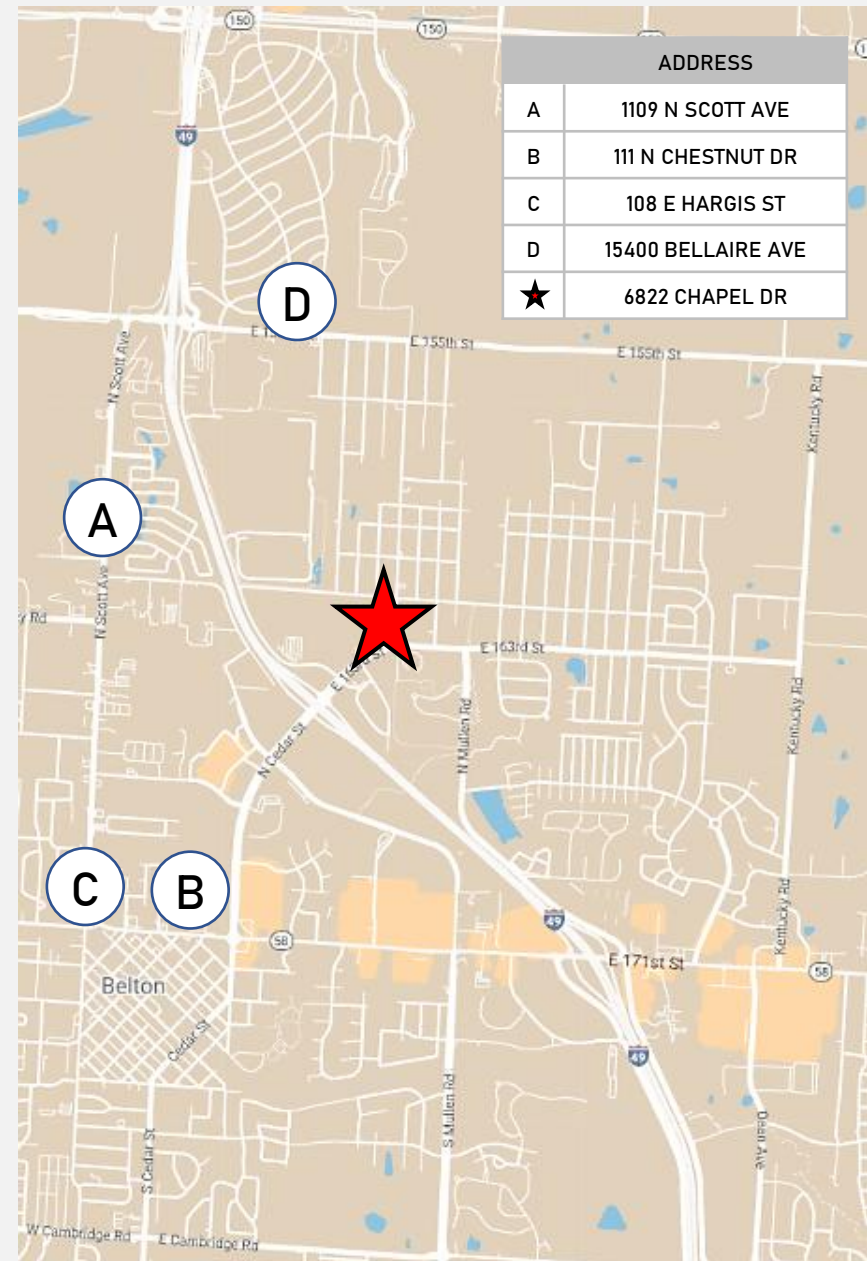 150
150
ADDRESS
A 1109 N SCOTT AVE
B 111 N CHESTNUT DR
C 108 E HARGIS ST
D 15400 BELLAIRE AVE
6822 CHAPEL DR
49
D
E 155th St
E 155th St
N Scott Ave
Kentucky Rd
A
N Scott Ave
E 163rd St
E 163rd St
Kentucky Rd
N Mullen Rd
N Cedar St
C
B
Kentucky Rd
49
58
E 171st St
58
Belton
Cedar St
49
S Mullen Rd
Dean Ave
S Cedar St
W Cambridge Rd
E Cambridge Rd